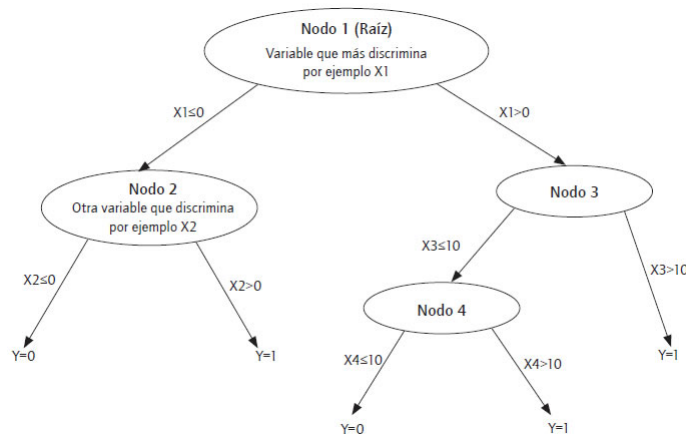 Nodo 1 (Raíz)
Variable que más discrimina
por ejemplo X1
X1≤0
X1>0
Nodo 2
Otra variable que discrimina
por ejemplo X2
Nodo 3
X2≤0
X2>0
X3≤10
X3>10
Nodo 4
Y=0
Y=1
X4≤10
X4>10
Y=1
Y=0
Y=1